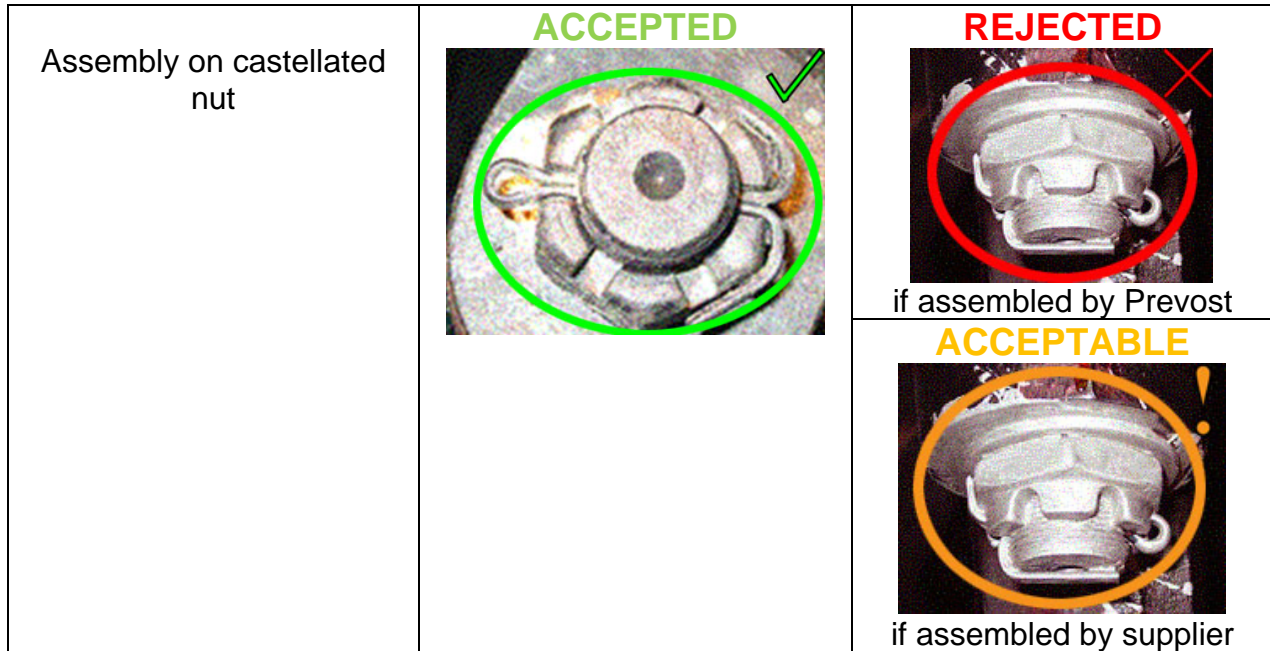 Assembly on castellated
nut
ACCEPTED
REJECTED
if assembled by Prevost
ACCEPTABLE
!
if assembled by supplier